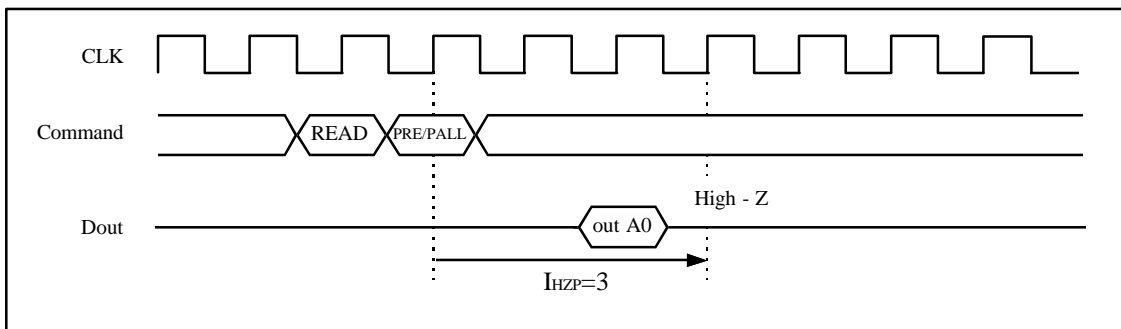 CLK
Command
READ
PRE/PALL
High - Z
Dout
out A0
IHZP=3